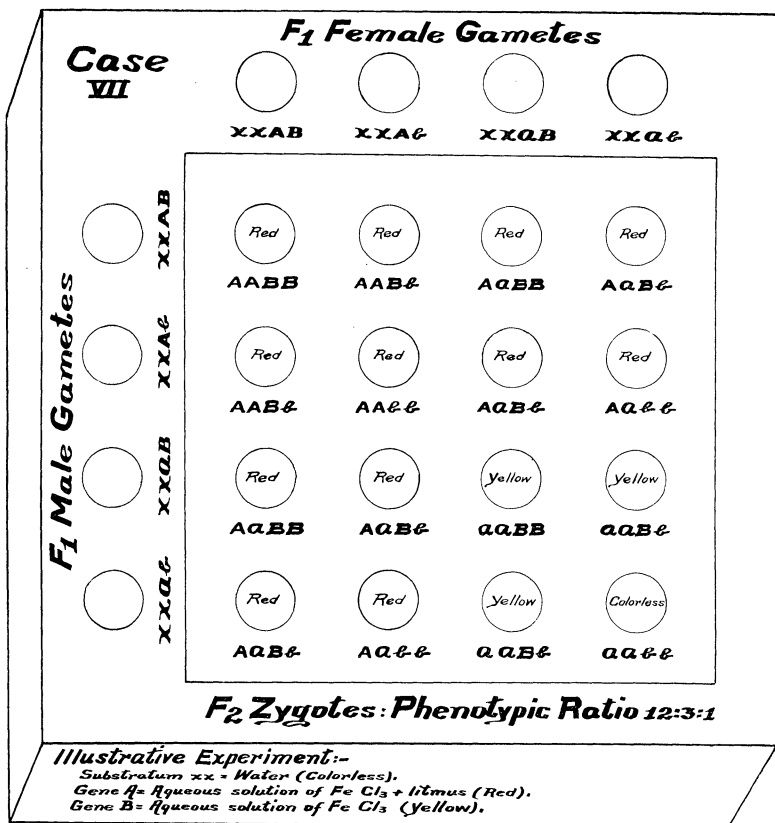 F₁ Female Gametes
Case
VII
xxAB xxAb xxaB xxab
F₁ Male Gametes
xxAB
Red Red Red Red
AABB AABb AaBB AaBb
xxAb
Red Red Red Red
AABb AAbb AaBb Aabb
xxaB
Red Red Yellow Yellow
AaBB AaBb aaBB aaBb
xxab
Red Red Yellow Colorless
AaBb Aabb aaBb aabb
F₂ Zygotes: Phenotypic Ratio 12:3:1
Illustrative Experiment:-
Substratum xx = Water (Colorless).
Gene A= Aqueous solution of Fe Cl₃ + litmus (Red).
Gene B= Aqueous solution of Fe Cl₃ (Yellow).